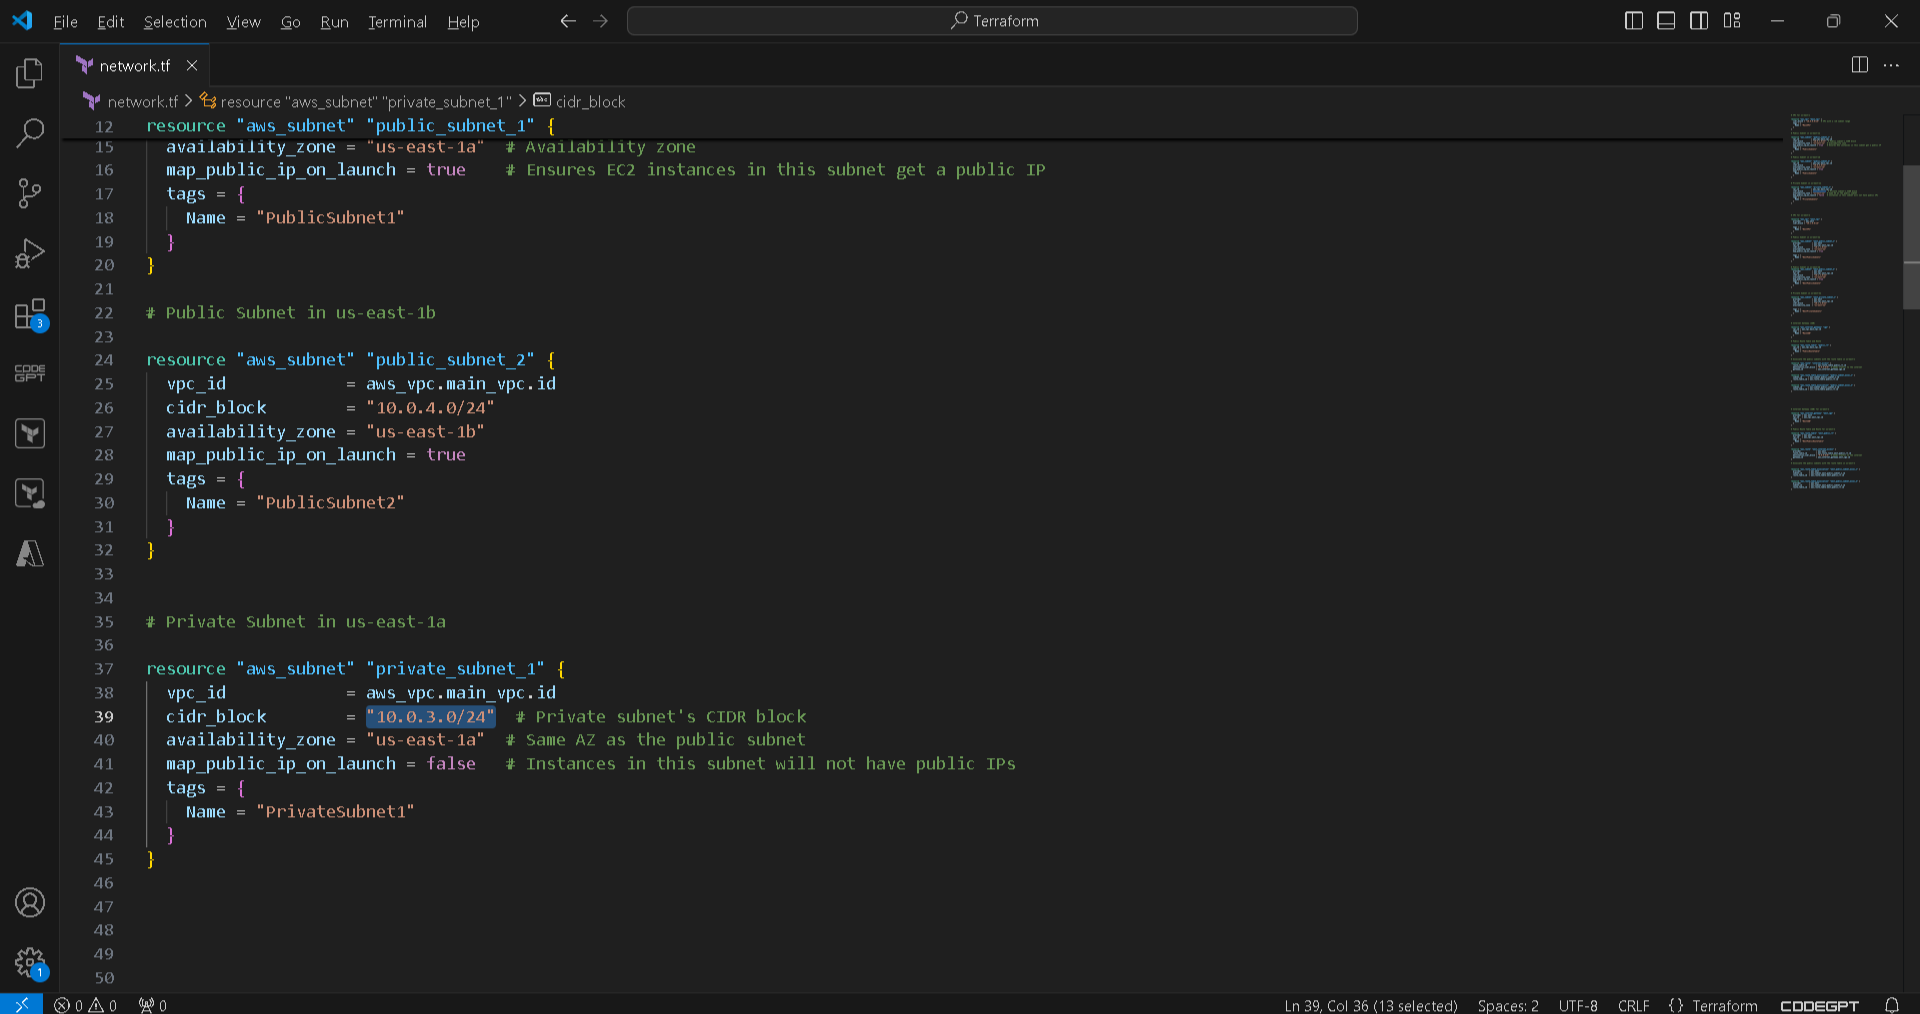 File Edit Selection View Go Run Terminal Help Terraform
network.tf
network.tf resource "aws_subnet" "private_subnet_1" abc cidr_block
12 resource "aws_subnet" "public_subnet_1" {
15 availability_zone = "us-east-1a" # Availability zone
16 map_public_ip_on_launch = true # Ensures EC2 instances in this subnet get a public IP
17 tags = {
18 Name = "PublicSubnet1"
19 }
20 }
21
22 # Public Subnet in us-east-1b
23
24 resource "aws_subnet" "public_subnet_2" {
25 vpc_id = aws_vpc.main_vpc.id
26 cidr_block = "10.0.4.0/24"
27 availability_zone = "us-east-1b"
28 map_public_ip_on_launch = true
29 tags = {
30 Name = "PublicSubnet2"
31 }
32 }
33
34
35 # Private Subnet in us-east-1a
36
37 resource "aws_subnet" "private_subnet_1" {
38 vpc_id = aws_vpc.main_vpc.id
39 cidr_block = "10.0.3.0/24" # Private subnet's CIDR block
40 availability_zone = "us-east-1a" # Same AZ as the public subnet
41 map_public_ip_on_launch = false # Instances in this subnet will not have public IPs
42 tags = {
43 Name = "PrivateSubnet1"
44 }
45 }
46
47
48
49
50
3
CODE
GPT
1
0 0 0 Ln 39, Col 36 (13 selected) Spaces: 2 UTF-8 CRLF {} Terraform CODEGPT